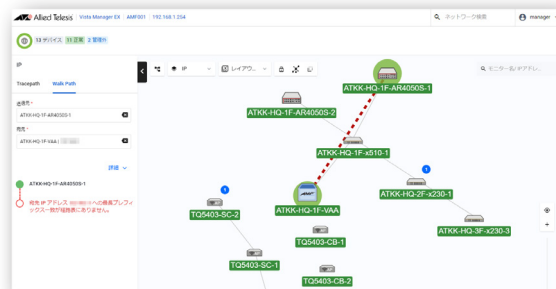 Allied Telesis | Vista Manager EX | AMF001 | 192.168.1.254
ネットワーク検索
manager
13 デバイス 11 正常 2 管理外
IP
Tracepath Walk Path
送信元*
ATKK-HQ-1F-AR4050S-1
宛先*
ATKK-HQ-1F-VAA (
詳細
ATKK-HQ-1F-AR4050S-1
宛先 IP アドレス への最長プレフィ
ックス一致が経路表にありません。
IP
レイアウ...
モニター名/IPアドレ...
ATKK-HQ-1F-AR4050S-1
ATKK-HQ-1F-AR4050S-2
ATKK-HQ-1F-x510-1
1
ATKK-HQ-2F-x230-1
1
AMF
ATKK-HQ-1F-VAA
TQ5403-SC-2
ATKK-HQ-3F-x230-3
TQ5403-CB-1
TQ5403-SC-1
TQ5403-CB-2